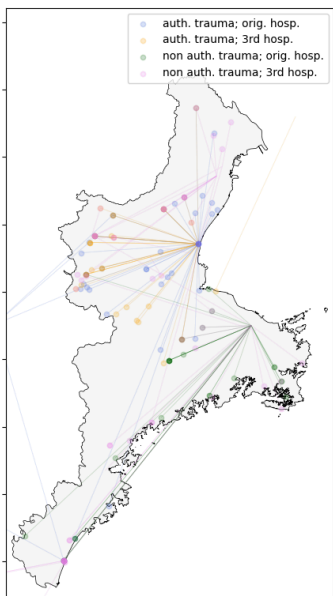 auth. trauma; orig. hosp.
auth. trauma; 3rd hosp.
non auth. trauma; orig. hosp.
non auth. trauma; 3rd hosp.